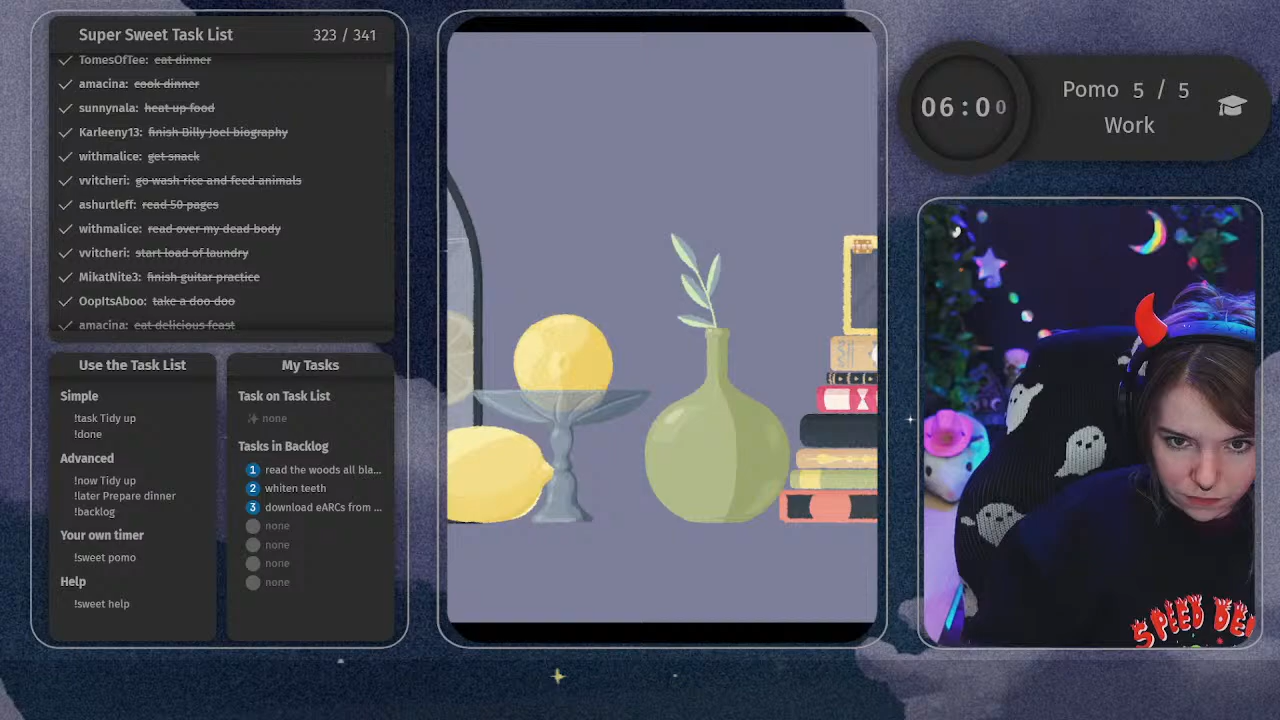 Super Sweet Task List 323 / 341
TomesOfTee: eat dinner
amacina: cook dinner
sunnynala: heat up food
Karleeny13: finish Billy Joel biography
withmalice: get snack
vvitcheri: go wash rice and feed animals
ashurtleff: read 50 pages
withmalice: read over my dead body
vvitcheri: start load of laundry
MikatNite3: finish guitar practice
OopItsAboo: take a doo doo
amacina: eat delicious feast
Use the Task List
Simple
!task Tidy up
!done
Advanced
!now Tidy up
!later Prepare dinner
!backlog
Your own timer
!sweet pomo
Help
!sweet help
My Tasks
Task on Task List
none
Tasks in Backlog
1 read the woods all bla...
2 whiten teeth
3 download eARCs from ...
none
none
none
none
06:00
Pomo 5 / 5
Work
SPEED